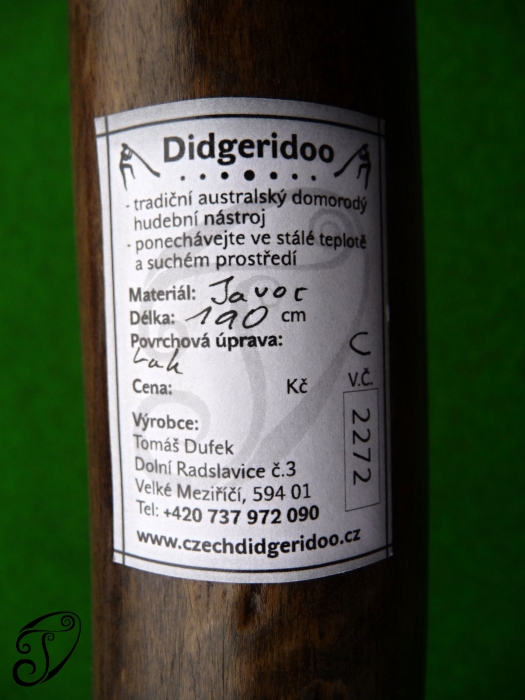 Didgeridoo
- tradiční australský domorodý
hudební nástroj
- ponechávejte ve stálé teplotě
a suchém prostředí
Materiál: Javor
Délka: 190 cm
Povrchová úprava:
Lak
C
Cena: Kč
V.Č.
2272
Výrobce:
Tomáš Dufek
Dolní Radslavice č.3
Velké Meziříčí, 594 01
Tel: +420 737 972 090
www.czechdidgeridoo.cz